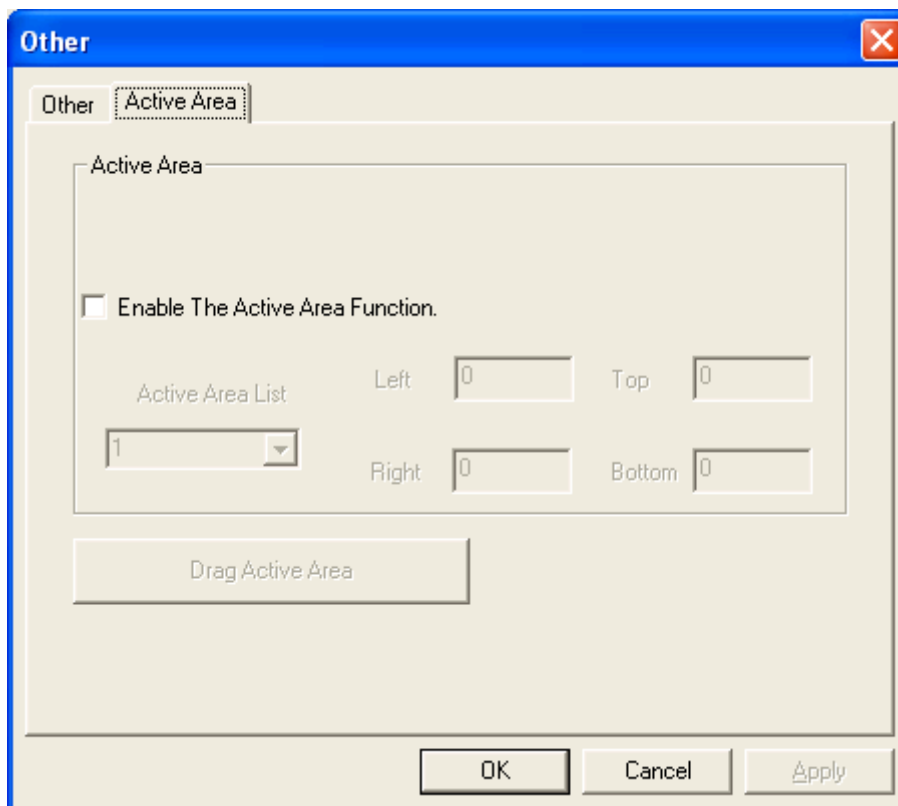 Other
Other Active Area
Active Area
Enable The Active Area Function.
Active Area List
1
Left 0 Top 0
Right 0 Bottom 0
Drag Active Area
OK Cancel Apply